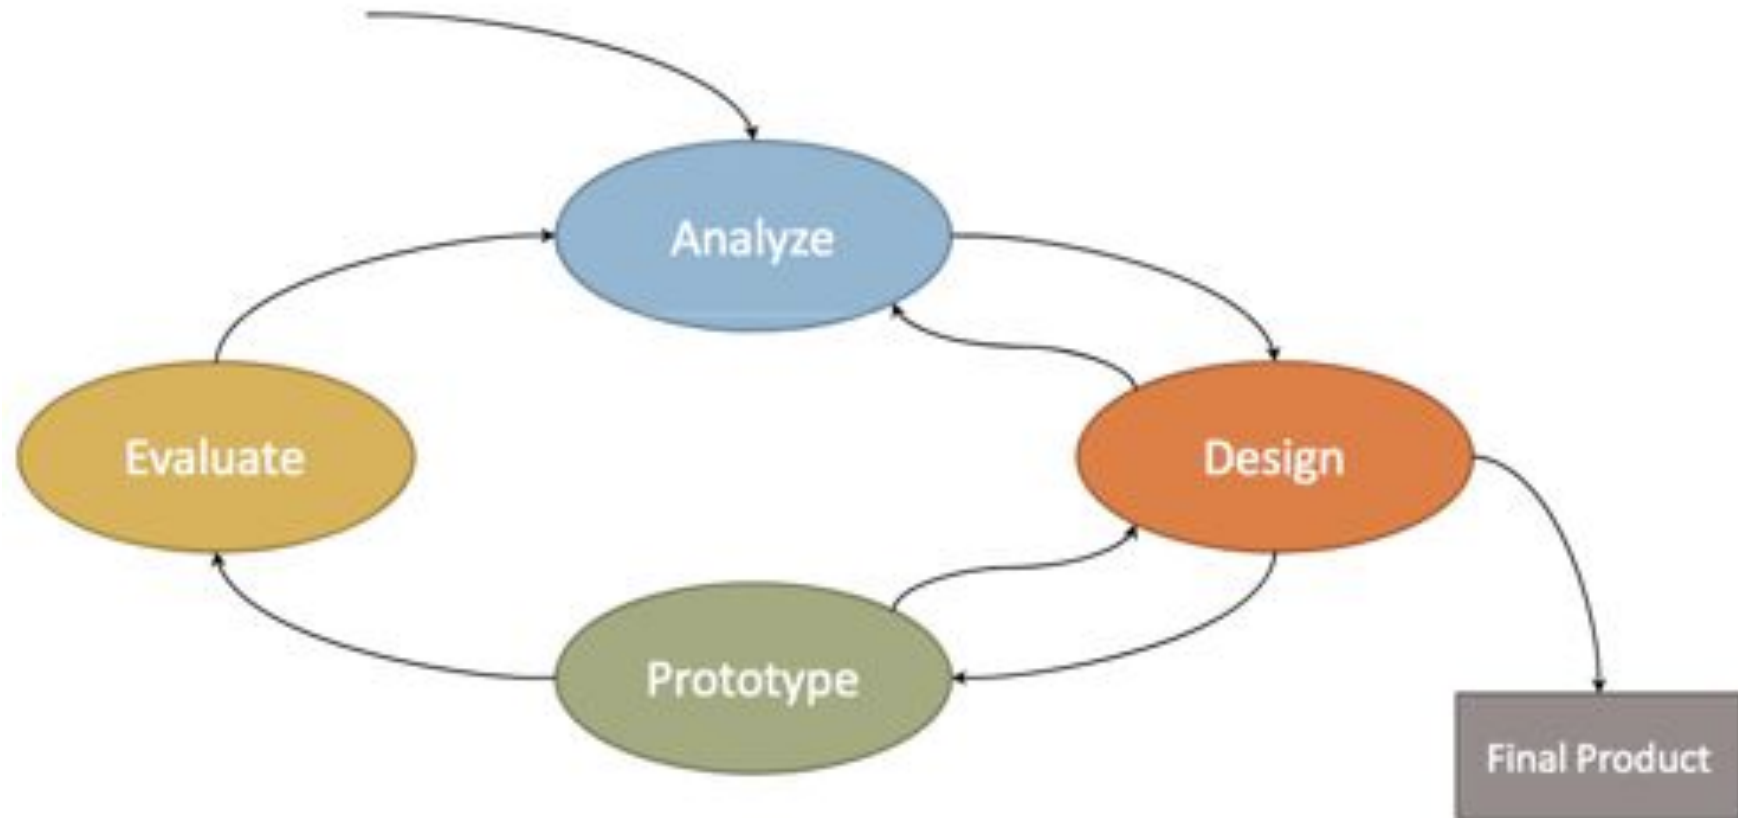 Analyze
Evaluate
Design
Prototype
Final Product